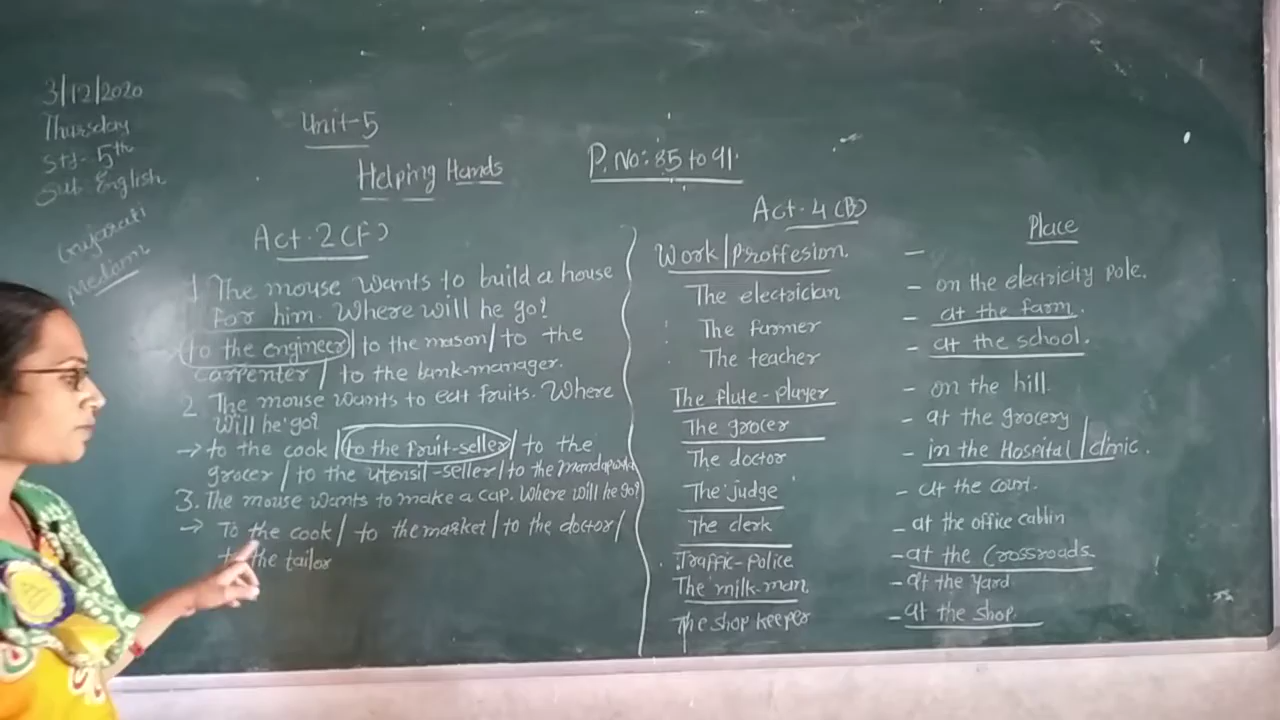 3/12/2020
Thursday
Std- 5th
Sub. English
Gujarati
Mediam
Unit-5
Helping Hands
P. No: 85 to 91.
Act-2(F)
1 The mouse wants to build a house
for him. Where will he go?
to the engineer/to the mason/to the
carpenter/ to the bank-manager.
2 The mouse wants to eat fruits. Where
Will he go?
→ to the cook/to the fruit-seller/to the
grocer/to the utensil-seller/to the
3. The mouse wants to make a cap. Where will he go?
→ To the cook/ to the market/to the doctor/
to the tailor
Act-4(B)
Work/Proffesion. - Place
The electrician - on the electricity pole.
The farmer - at the farm.
The teacher - at the school.
The flute-player - on the hill.
The grocer - at the grocery
The doctor - in the Hospital/clinic.
The judge - at the court.
The clerk - at the office cabbin
Traffic-police - at the Crossroads
The milk-man - at the yard
The shop keeper - at the shop.